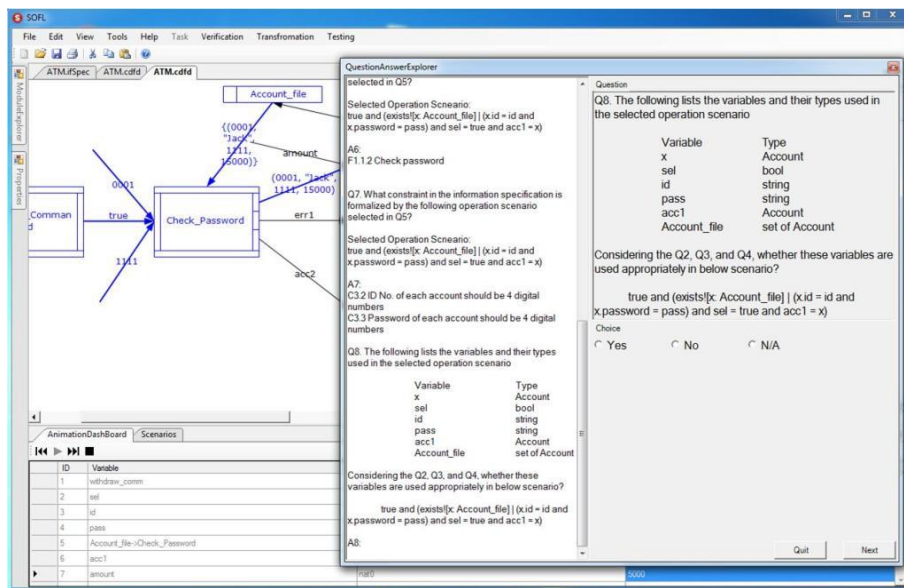 SOFL
File Edit View Tools Help Task Verification Transfromation Testing
ATM.ifSpec ATM.cdfd ATM.cdfd
ModuleExplorer
Properties
Account_file
{(0001,
"Jack",
1111,
15000)}
amount
(0001, "Jack",
1111, 15000)
0001
_Comman
d
true
Check_Password
err1
1111
acc2
AnimationDashBoard Scenarios
ID Variable
1 withdraw_comm
2 sel
3 id
4 pass
5 Account_file->Check_Password
6 acc1
7 amount nat0 5000
QuestionAnswerExplorer
selected in Q5?
Selected Operation Scneario:
true and (exists![x: Account_file] | (x.id = id and
x.password = pass) and sel = true and acc1 = x)
A6:
F1.1.2 Check password
Q7. What constraint in the information specification is
formalized by the following operation scenario
selected in Q5?
Selected Operation Scneario:
true and (exists![x: Account_file] | (x.id = id and
x.password = pass) and sel = true and acc1 = x)
A7:
C3.2 ID No. of each account should be 4 digital
numbers
C3.3 Password of each account should be 4 digital
numbers
Q8. The following lists the variables and their types
used in the selected operation scenario
Variable Type
x Account
sel bool
id string
pass string
acc1 Account
Account_file set of Account
Considering the Q2, Q3, and Q4, whether these
variables are used appropriately in below scenario?
true and (exists![x: Account_file] | (x.id = id and
x.password = pass) and sel = true and acc1 = x)
A8:
Question
Q8. The following lists the variables and their types used in
the selected operation scenario
Variable Type
x Account
sel bool
id string
pass string
acc1 Account
Account_file set of Account
Considering the Q2, Q3, and Q4, whether these variables are
used appropriately in below scenario?
true and (exists![x: Account_file] | (x.id = id and
x.password = pass) and sel = true and acc1 = x)
Choice
Yes No N/A
Quit Next